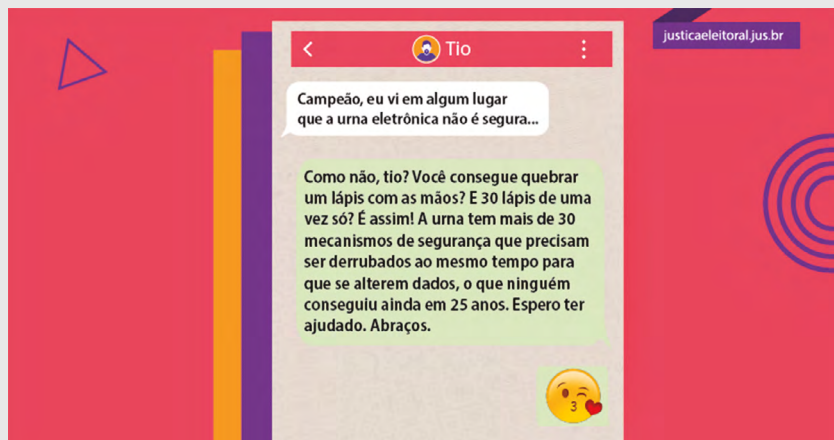 justicaeleitoral.jus.br
Tio
Campeão, eu vi em algum lugar
que a urna eletrônica não é segura...
Como não, tio? Você consegue quebrar
um lápis com as mãos? E 30 lápis de uma
vez só? É assim! A urna tem mais de 30
mecanismos de segurança que precisam
ser derrubados ao mesmo tempo para
que se alterem dados, o que ninguém
conseguiu ainda em 25 anos. Espero ter
ajudado. Abraços.